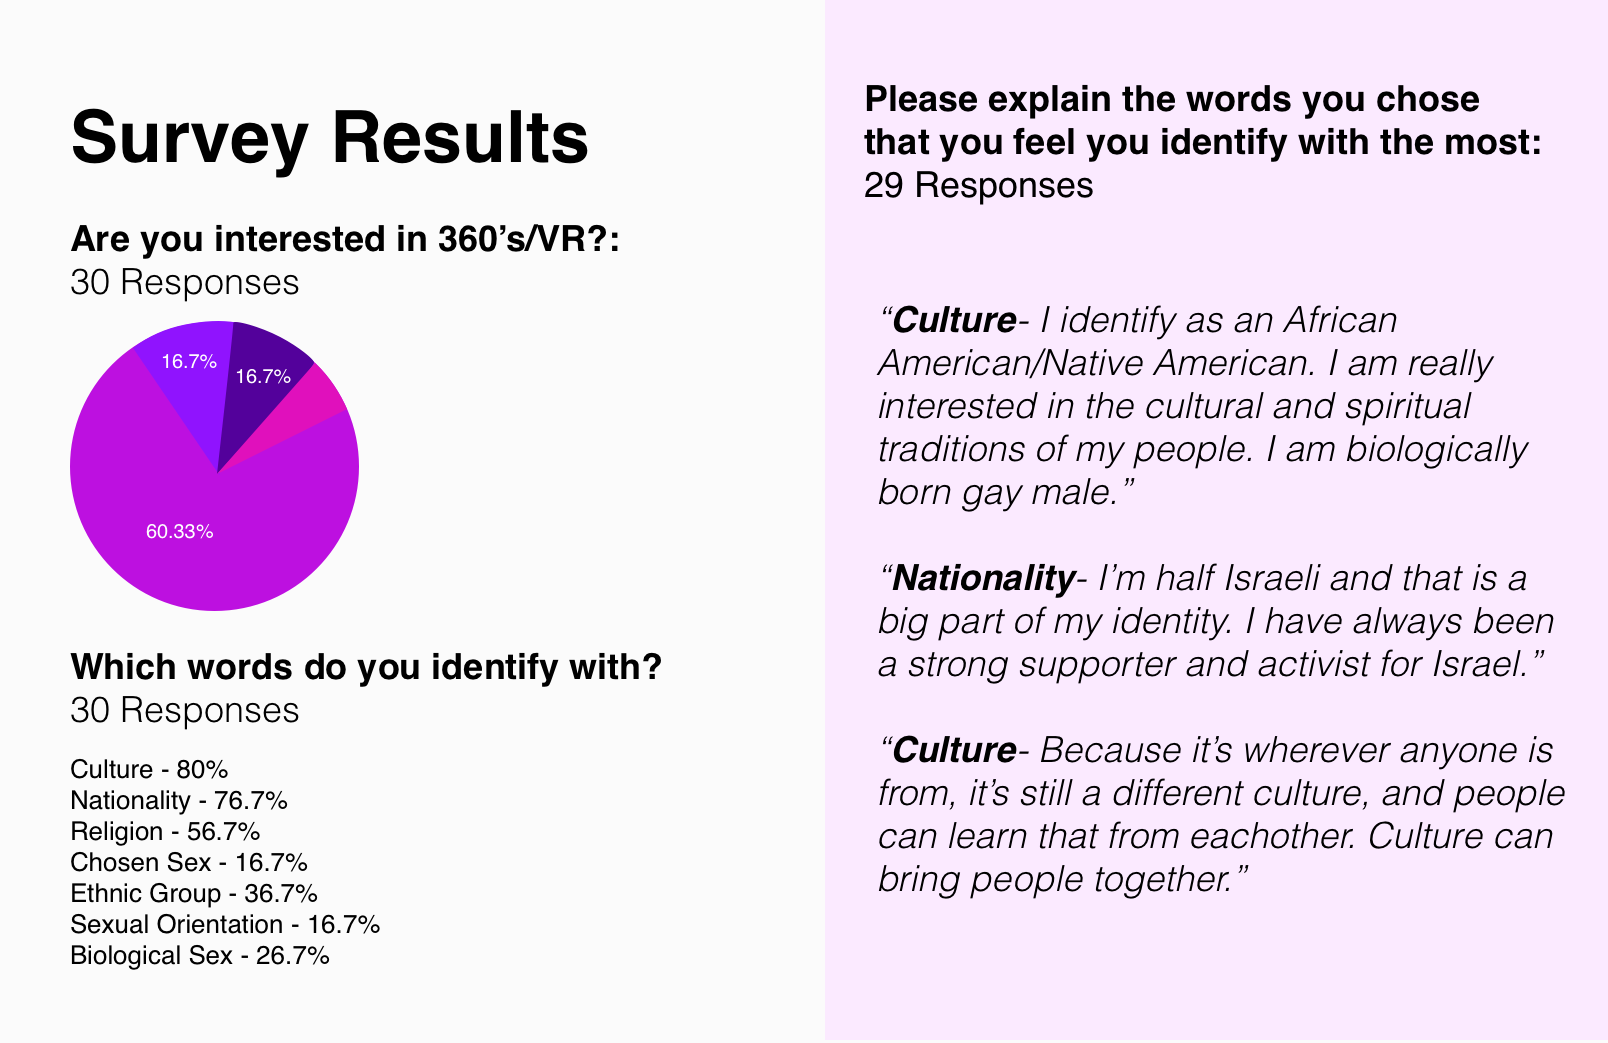 Survey Results
Are you interested in 360’s/VR?:
30 Responses
16.7%
16.7%
60.33%
Which words do you identify with?
30 Responses
Culture - 80%
Nationality - 76.7%
Religion - 56.7%
Chosen Sex - 16.7%
Ethnic Group - 36.7%
Sexual Orientation - 16.7%
Biological Sex - 26.7%
Please explain the words you chose
that you feel you identify with the most:
29 Responses
“Culture- I identify as an African
American/Native American. I am really
interested in the cultural and spiritual
traditions of my people. I am biologically
born gay male.”
“Nationality- I’m half Israeli and that is a
big part of my identity. I have always been
a strong supporter and activist for Israel.”
“Culture- Because it’s wherever anyone is
from, it’s still a different culture, and people
can learn that from eachother. Culture can
bring people together.”